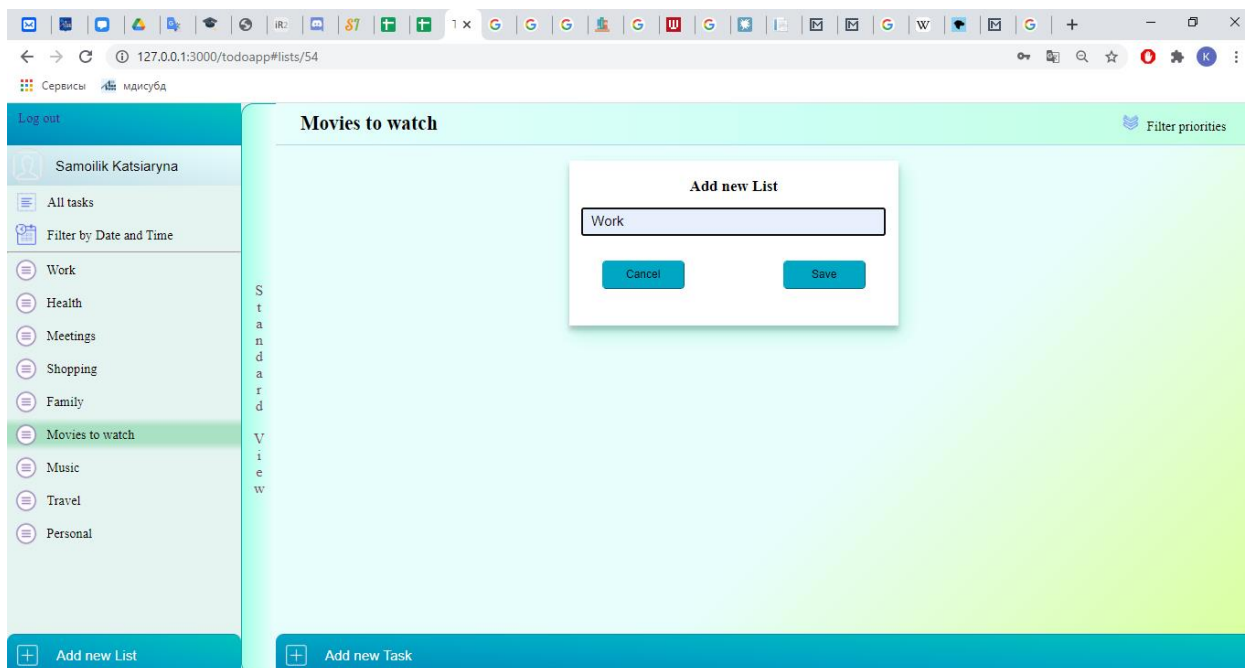 127.0.0.1:3000/todoapp#lists/54
Сервисы мдисубд
Log out
Samoilik Katsiaryna
All tasks
Filter by Date and Time
Work
Health
Meetings
Shopping
Family
Movies to watch
Music
Travel
Personal
Add new List
Standard View
Movies to watch
Filter priorities
Add new List
Work
Cancel Save
Add new Task